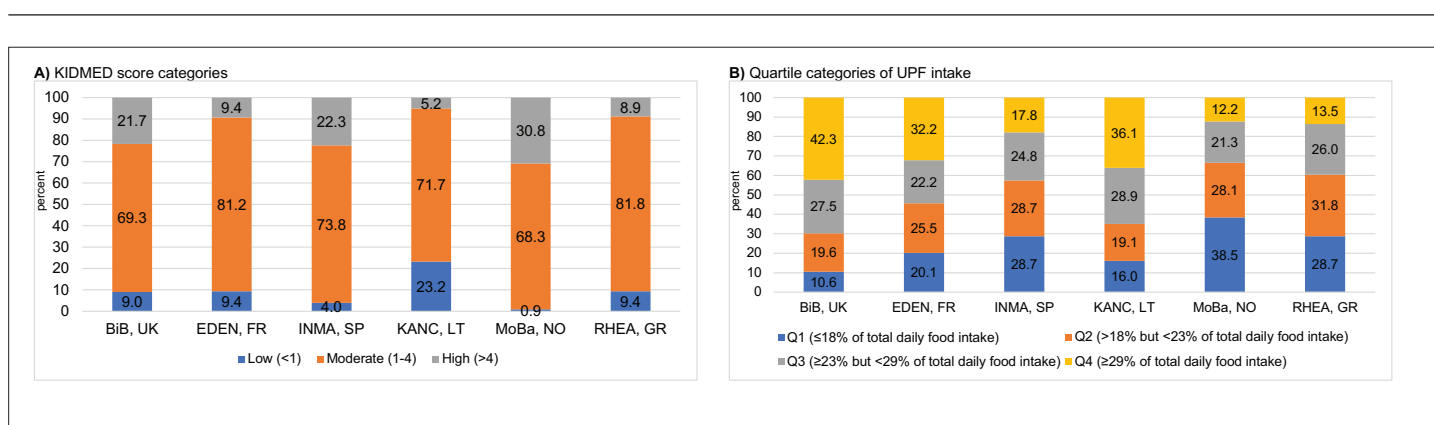 A) KIDMED score categories
percent
100
90
80
70
60
50
40
30
20
10
0
21.7 9.4 22.3 5.2 30.8 8.9
69.3 81.2 73.8 71.7 68.3 81.8
9.0 9.4 4.0 23.2 0.9 9.4
BiB, UK EDEN, FR INMA, SP KANC, LT MoBa, NO RHEA, GR
Low (<1) Moderate (1-4) High (>4)
B) Quartile categories of UPF intake
percent
100
90
80
70
60
50
40
30
20
10
0
42.3 32.2 17.8 36.1 12.2 13.5
27.5 22.2 24.8 28.9 21.3 26.0
19.6 25.5 28.7 19.1 28.1 31.8
10.6 20.1 28.7 16.0 38.5 28.7
BiB, UK EDEN, FR INMA, SP KANC, LT MoBa, NO RHEA, GR
Q1 (≤18% of total daily food intake) Q2 (>18% but <23% of total daily food intake)
Q3 (≥23% but <29% of total daily food intake) Q4 (≥29% of total daily food intake)